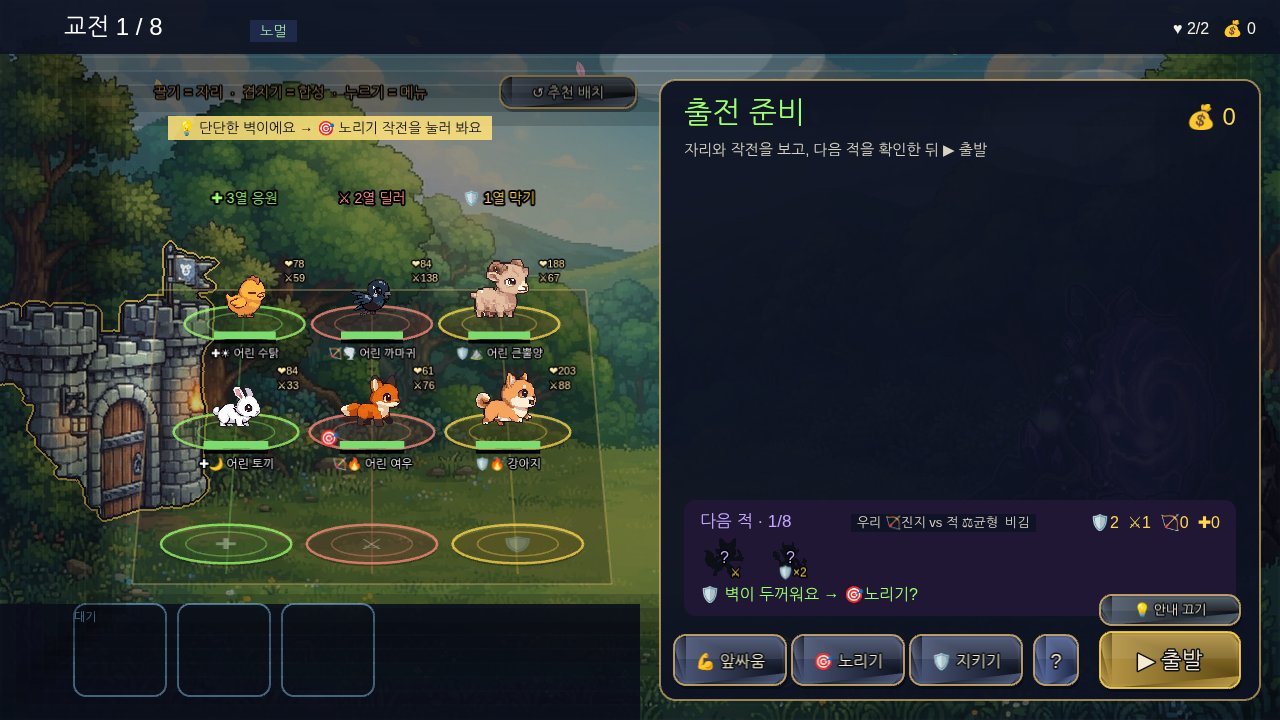 교전 1 / 8
노멀
♥ 2/2 💰 0
끌기 = 자리 · 겹치기 = 합성 · 누르기 = 메뉴
↺ 추천 배치
💡 단단한 벽이에요 → 🎯 노리기 작전을 눌러 봐요
✚ 3열 응원
⚔ 2열 딜러
🛡 1열 막기
❤78
⚔59
❤84
⚔138
❤188
⚔67
✚☀ 어린 수탉
🏹🌪 어린 까마귀
🛡⛰ 어린 큰뿔양
❤84
⚔33
❤61
⚔76
❤203
⚔88
✚🌙 어린 토끼
🏹🔥 어린 여우
🛡🔥 강아지
대기
출전 준비
💰 0
자리와 작전을 보고, 다음 적을 확인한 뒤 ▶ 출발
다음 적 · 1/8
우리 🏹진지 vs 적 ⚖균형 비김
🛡2 ⚔1 🏹0 ✚0
? ⚔
? 🛡×2
🛡 벽이 두꺼워요 → 🎯노리기?
💡 안내 끄기
💪 앞싸움
🎯 노리기
🛡 지키기
?
▶ 출발